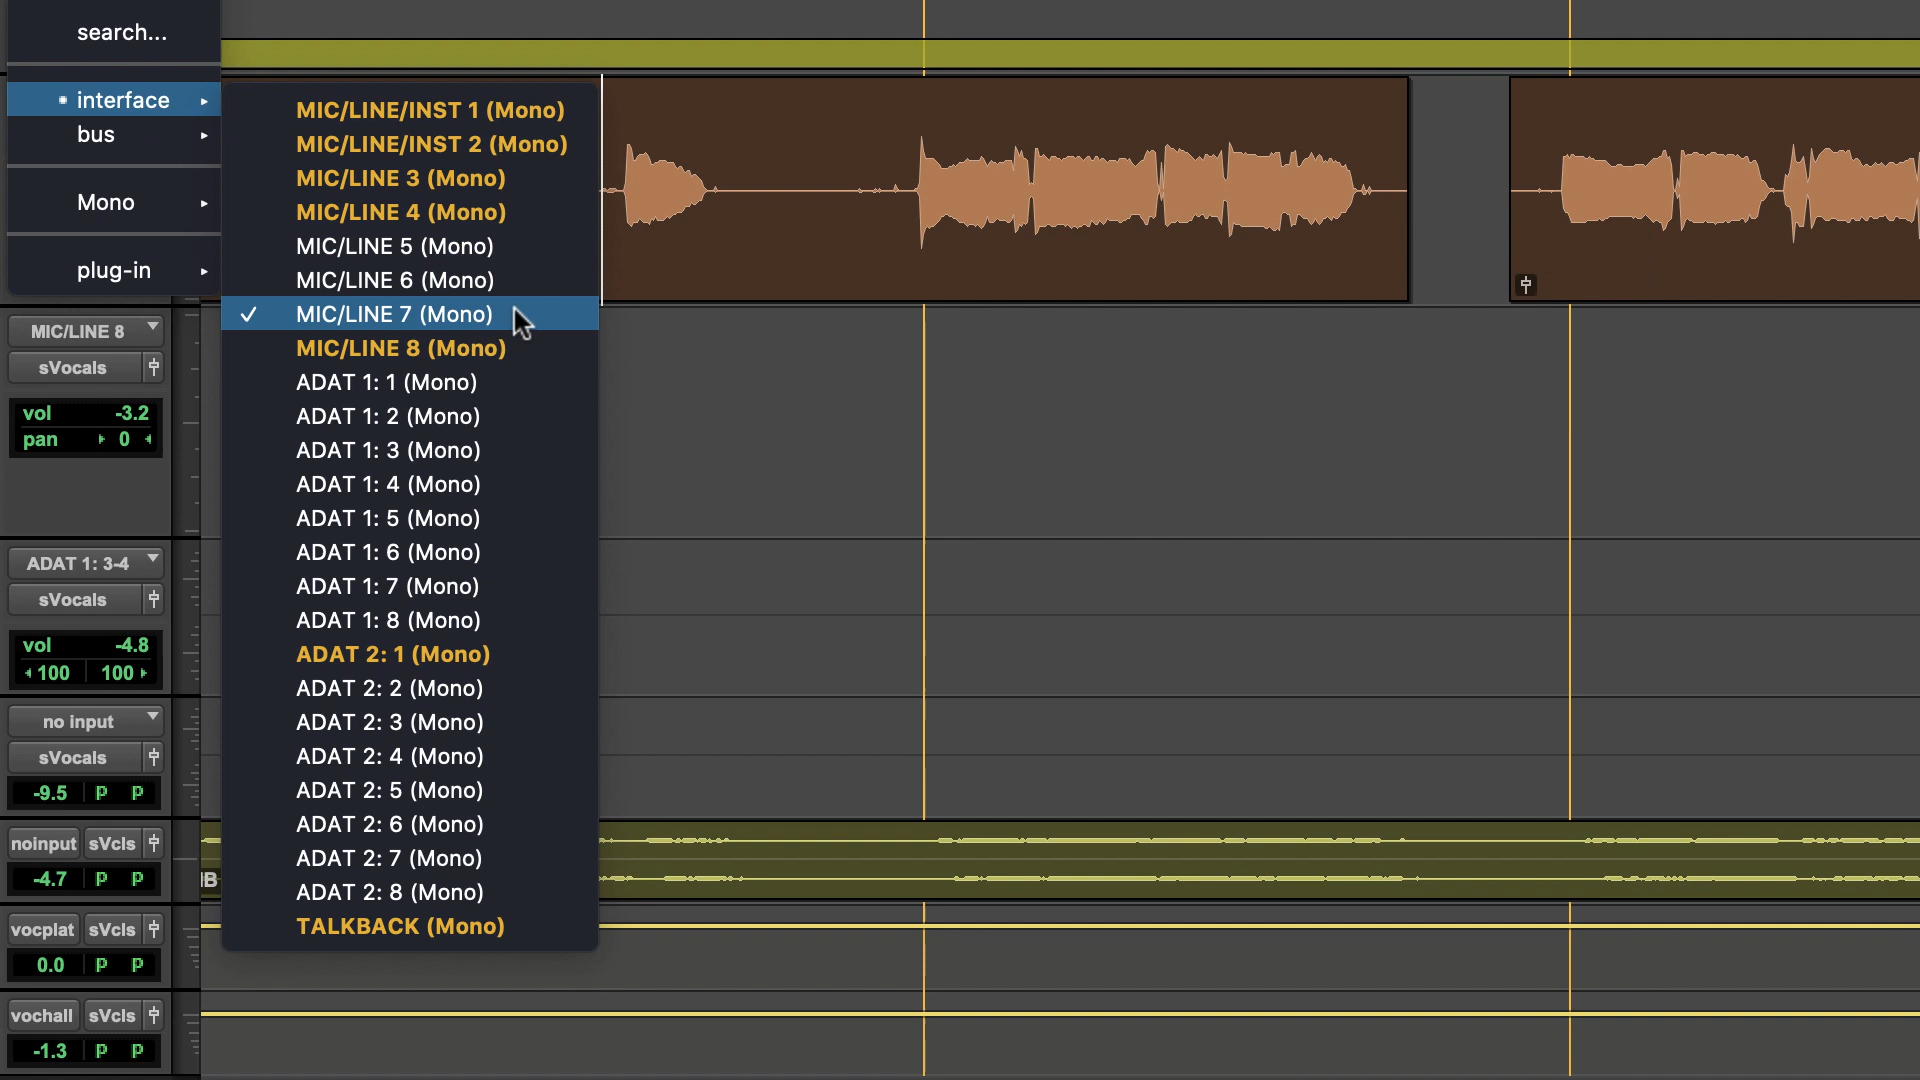 search...
interface
bus
Mono
plug-in
MIC/LINE/INST 1 (Mono)
MIC/LINE/INST 2 (Mono)
MIC/LINE 3 (Mono)
MIC/LINE 4 (Mono)
MIC/LINE 5 (Mono)
MIC/LINE 6 (Mono)
MIC/LINE 7 (Mono)
MIC/LINE 8 (Mono)
ADAT 1: 1 (Mono)
ADAT 1: 2 (Mono)
ADAT 1: 3 (Mono)
ADAT 1: 4 (Mono)
ADAT 1: 5 (Mono)
ADAT 1: 6 (Mono)
ADAT 1: 7 (Mono)
ADAT 1: 8 (Mono)
ADAT 2: 1 (Mono)
ADAT 2: 2 (Mono)
ADAT 2: 3 (Mono)
ADAT 2: 4 (Mono)
ADAT 2: 5 (Mono)
ADAT 2: 6 (Mono)
ADAT 2: 7 (Mono)
ADAT 2: 8 (Mono)
TALKBACK (Mono)
MIC/LINE 8
sVocals
vol -3.2
pan 0
ADAT 1: 3-4
sVocals
vol -4.8
100 100
no input
sVocals
-9.5 p p
noinput sVcls
-4.7 p p
vocplat sVcls
0.0 p p
vochall sVcls
-1.3 p p